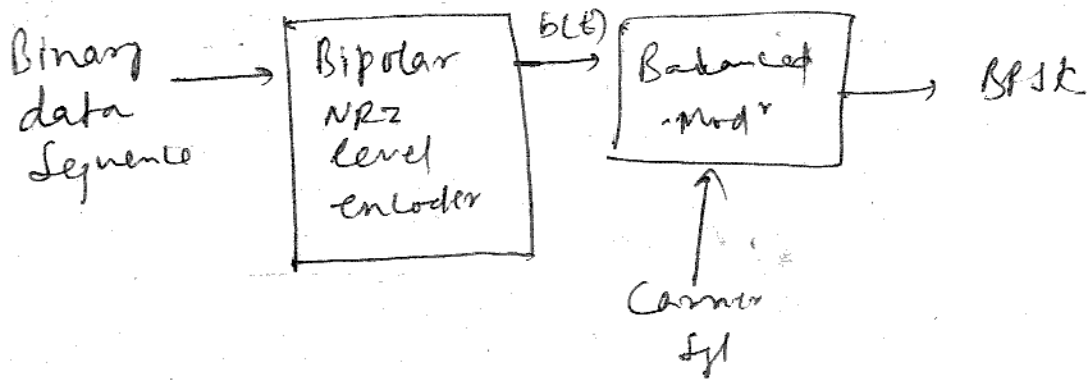 Binary
data
Sequence
Bipolar
NRZ
level
encoder
b(t)
Balanced
Modr
BPSK
Carrier
Sgl